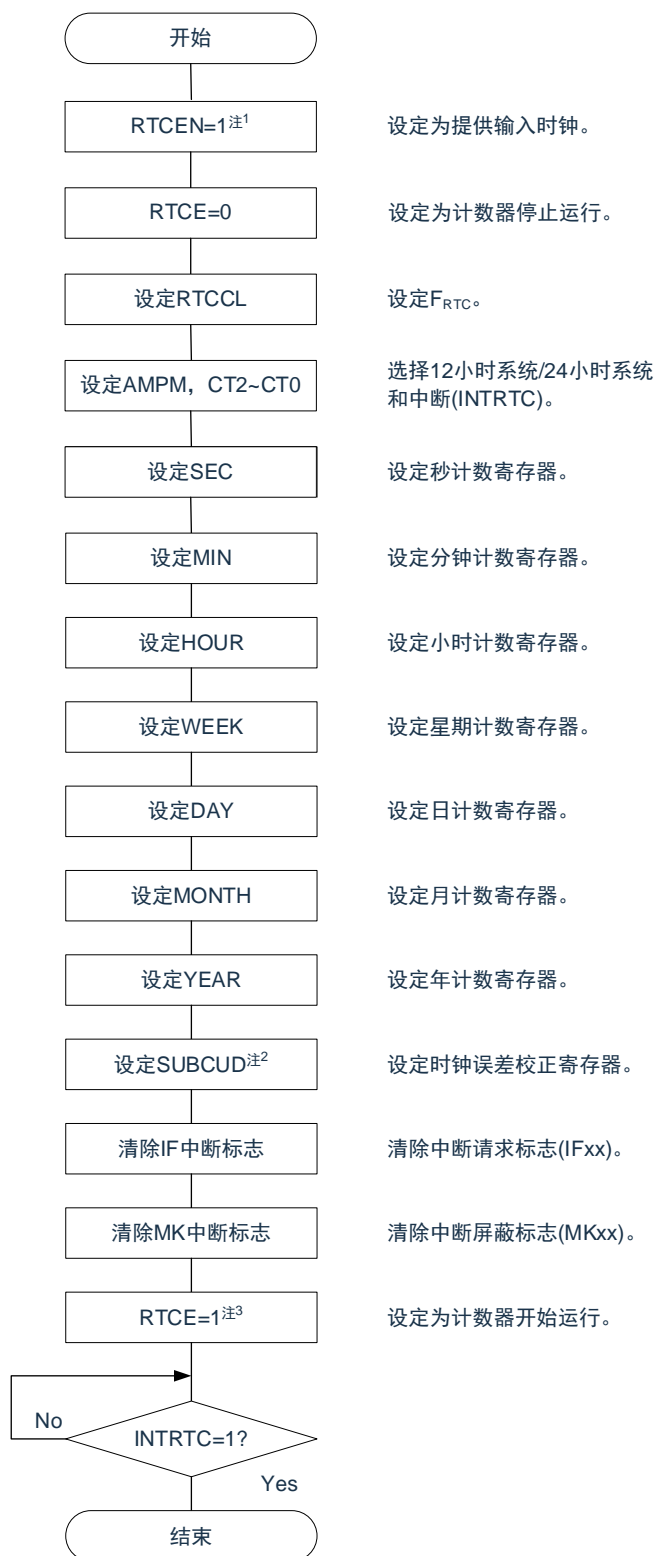 开始
RTCEN=1注1
设定为提供输入时钟。
RTCE=0
设定为计数器停止运行。
设定RTCCL
设定FRTC。
设定AMPM，CT2~CT0
选择12小时系统/24小时系统
和中断(INTRTC)。
设定SEC
设定秒计数寄存器。
设定MIN
设定分钟计数寄存器。
设定HOUR
设定小时计数寄存器。
设定WEEK
设定星期计数寄存器。
设定DAY
设定日计数寄存器。
设定MONTH
设定月计数寄存器。
设定YEAR
设定年计数寄存器。
设定SUBCUD注2
设定时钟误差校正寄存器。
清除IF中断标志
清除中断请求标志(IFxx)。
清除MK中断标志
清除中断屏蔽标志(MKxx)。
RTCE=1注3
设定为计数器开始运行。
No
INTRTC=1?
Yes
结束